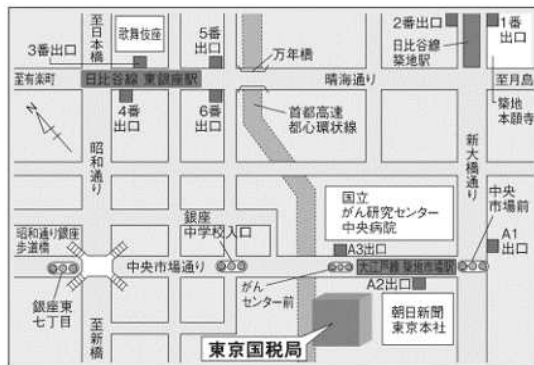 至日本橋
歌舞伎座
5番
出口
3番出口
万年橋
2番出口
日比谷線
築地駅
1番
出口
至有楽町
日比谷線 東銀座駅
晴海通り
至月島
4番
出口
6番
出口
首都高速
都心環状線
築地
本願寺
N
昭和通り
新大橋通り
国立
がん研究センター
中央病院
中央
市場前
銀座
中学校入口
昭和通り銀座
歩道橋
中央市場通り
A3出口
大江戸線 築地市場駅
A1
出口
A2出口
がん
センター前
銀座東
七丁目
至新橋
朝日新聞
東京本社
東京国税局